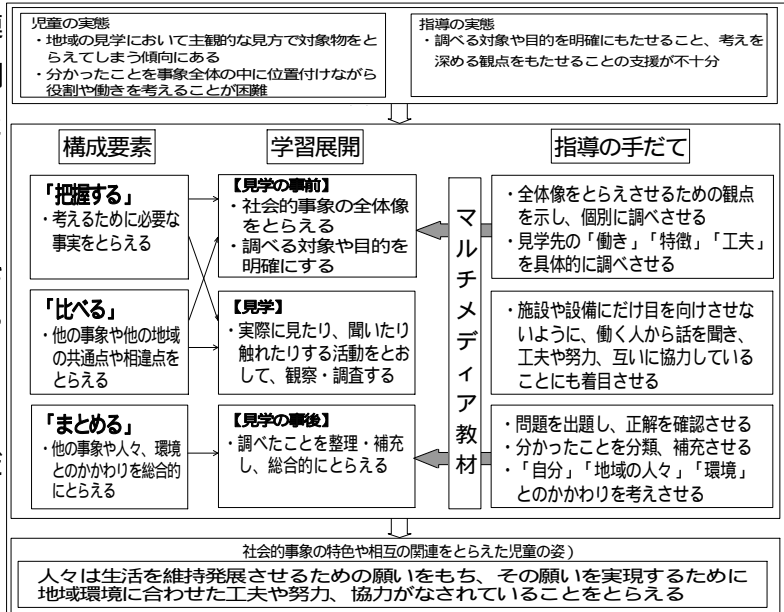 児童の実態
・地域の見学において主観的な見方で対象物をと
らえてしまう傾向にある
・分かったことを事象全体の中に位置付けながら
役割や働きを考えることが困難
指導の実態
・調べる対象や目的を明確にもたせること、考えを
深める観点をもたせることの支援が不十分
構成要素
「把握する」
・考えるために必要な
事実をとらえる
「比べる」
・他の事象や他の地域
の共通点や相違点を
とらえる
「まとめる」
・他の事象や人々、環境
とのかかわりを総合的
にとらえる
学習展開
【見学の事前】
・社会的事象の全体像
をとらえる
・調べる対象や目的を
明確にする
【見学】
・実際に見たり、聞いたり
触れたりする活動をとお
して、観察・調査する
【見学の事後】
・調べたことを整理・補充
し、総合的にとらえる
マルチメディア教材
指導の手だて
・全体像をとらえさせるための観点
を示し、個別に調べさせる
・見学先の「働き」「特徴」「工夫」
を具体的に調べさせる
・施設や設備にだけ目を向けさせな
いように、働く人から話を聞き、
工夫や努力、互いに協力している
ことにも着目させる
・問題を出題し、正解を確認させる
・分かったことを分類、補充させる
・「自分」「地域の人々」「環境」
とのかかわりを考えさせる
社会的事象の特色や相互の関連をとらえた児童の姿）
人々は生活を維持発展させるための願いをもち、その願いを実現するために
地域環境に合わせた工夫や努力、協力がなされていることをとらえる